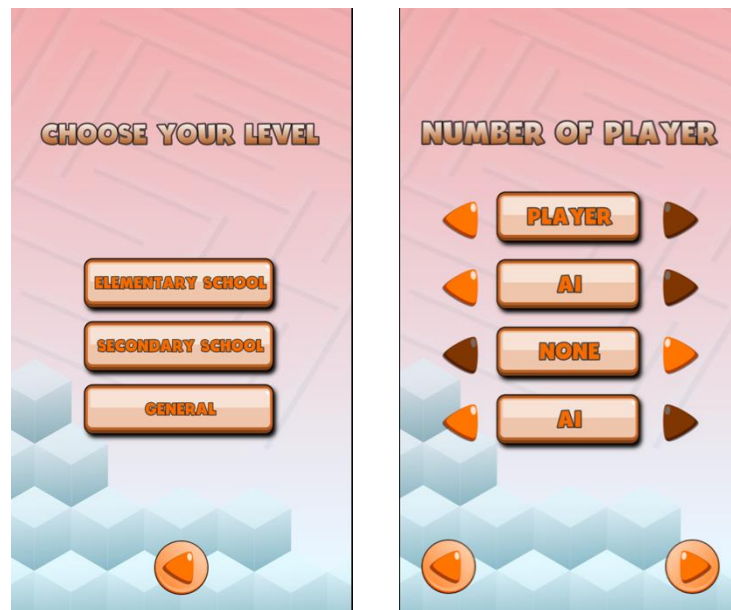 CHOOSE YOUR LEVEL
ELEMENTARY SCHOOL
SECONDARY SCHOOL
GENERAL
NUMBER OF PLAYER
PLAYER
AI
NONE
AI